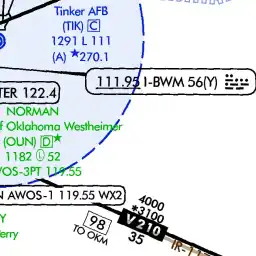 Tinker AFB
(TIK) C
1291 L 111
(A) ★270.1
111.95 I-BWM 56(Y)
TER 122.4
NORMAN
f Oklahoma Westheimer
(OUN) D★
1182 Ⓛ 52
WOS-3PT 119.55
N AWOS-1 119.55 WX2
Y
erry
98
TO OKM
4000
*3100
V210
35
IR-1